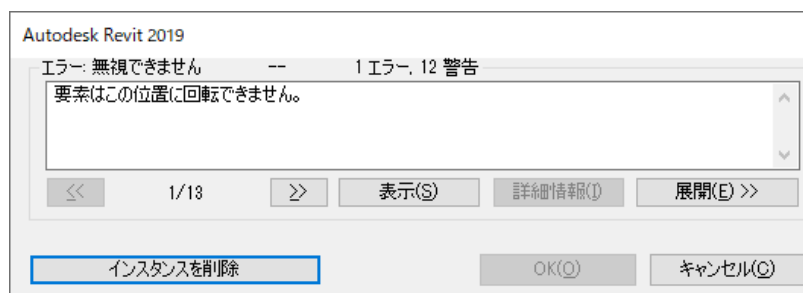 Autodesk Revit 2019
エラー: 無視できません -- 1 エラー, 12 警告
要素はこの位置に回転できません。
<< 1/13 >> 表示(S) 詳細情報(I) 展開(E) >>
インスタンスを削除 OK(O) キャンセル(C)